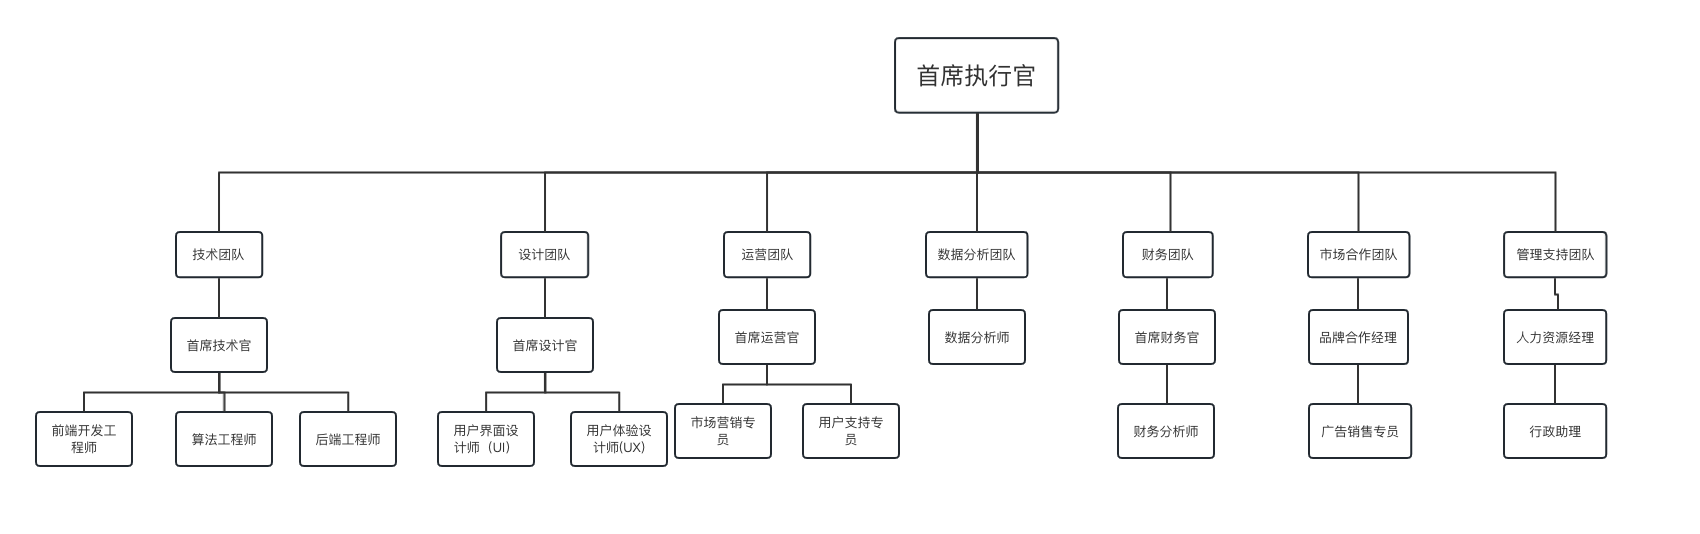 首席执行官
技术团队
设计团队
运营团队
数据分析团队
财务团队
市场合作团队
管理支持团队
首席技术官
首席设计官
首席运营官
数据分析师
首席财务官
品牌合作经理
人力资源经理
前端开发工
程师
算法工程师
后端工程师
用户界面设
计师（UI）
用户体验设
计师(UX)
市场营销专
员
用户支持专
员
财务分析师
广告销售专员
行政助理